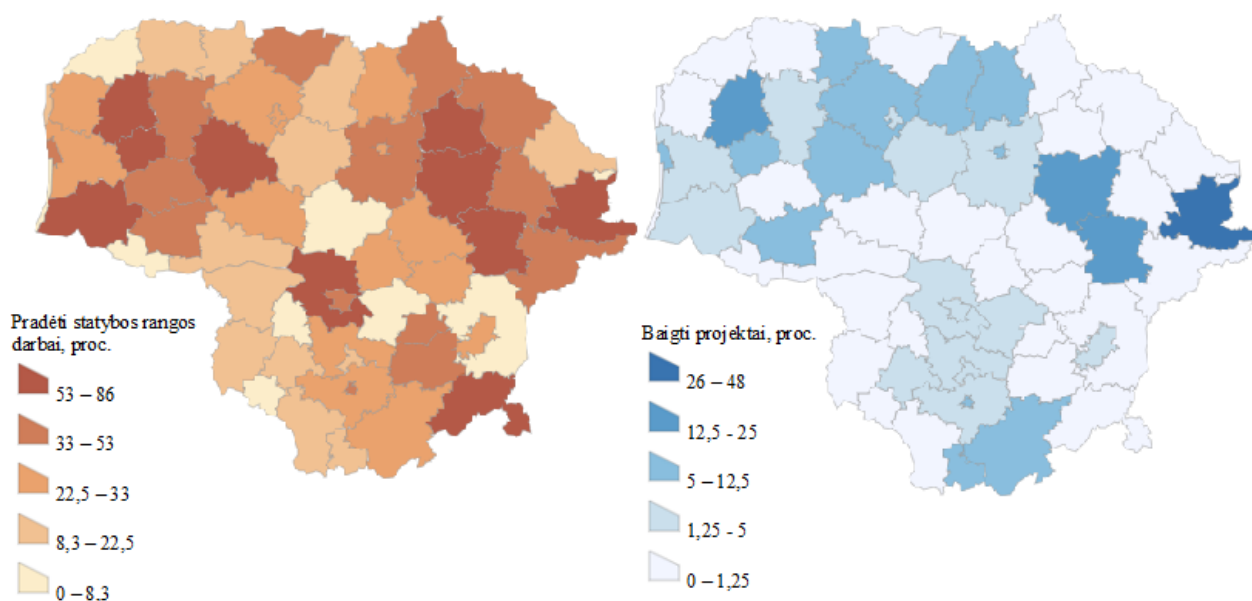 Pradėti statybos rangos
darbai, proc.
53 – 86
33 – 53
22,5 – 33
8,3 – 22,5
0 – 8,3
Baigti projektai, proc.
26 – 48
12,5 - 25
5 – 12,5
1,25 - 5
0 – 1,25